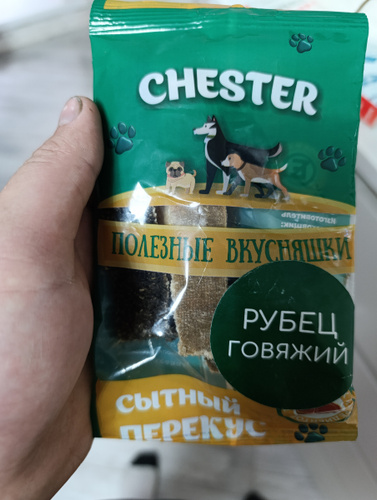 CHESTER
ПОЛЕЗНЫЕ ВКУСНЯШКИ
РУБЕЦ
ГОВЯЖИЙ
СЫТНЫЙ
ПЕРЕКУС